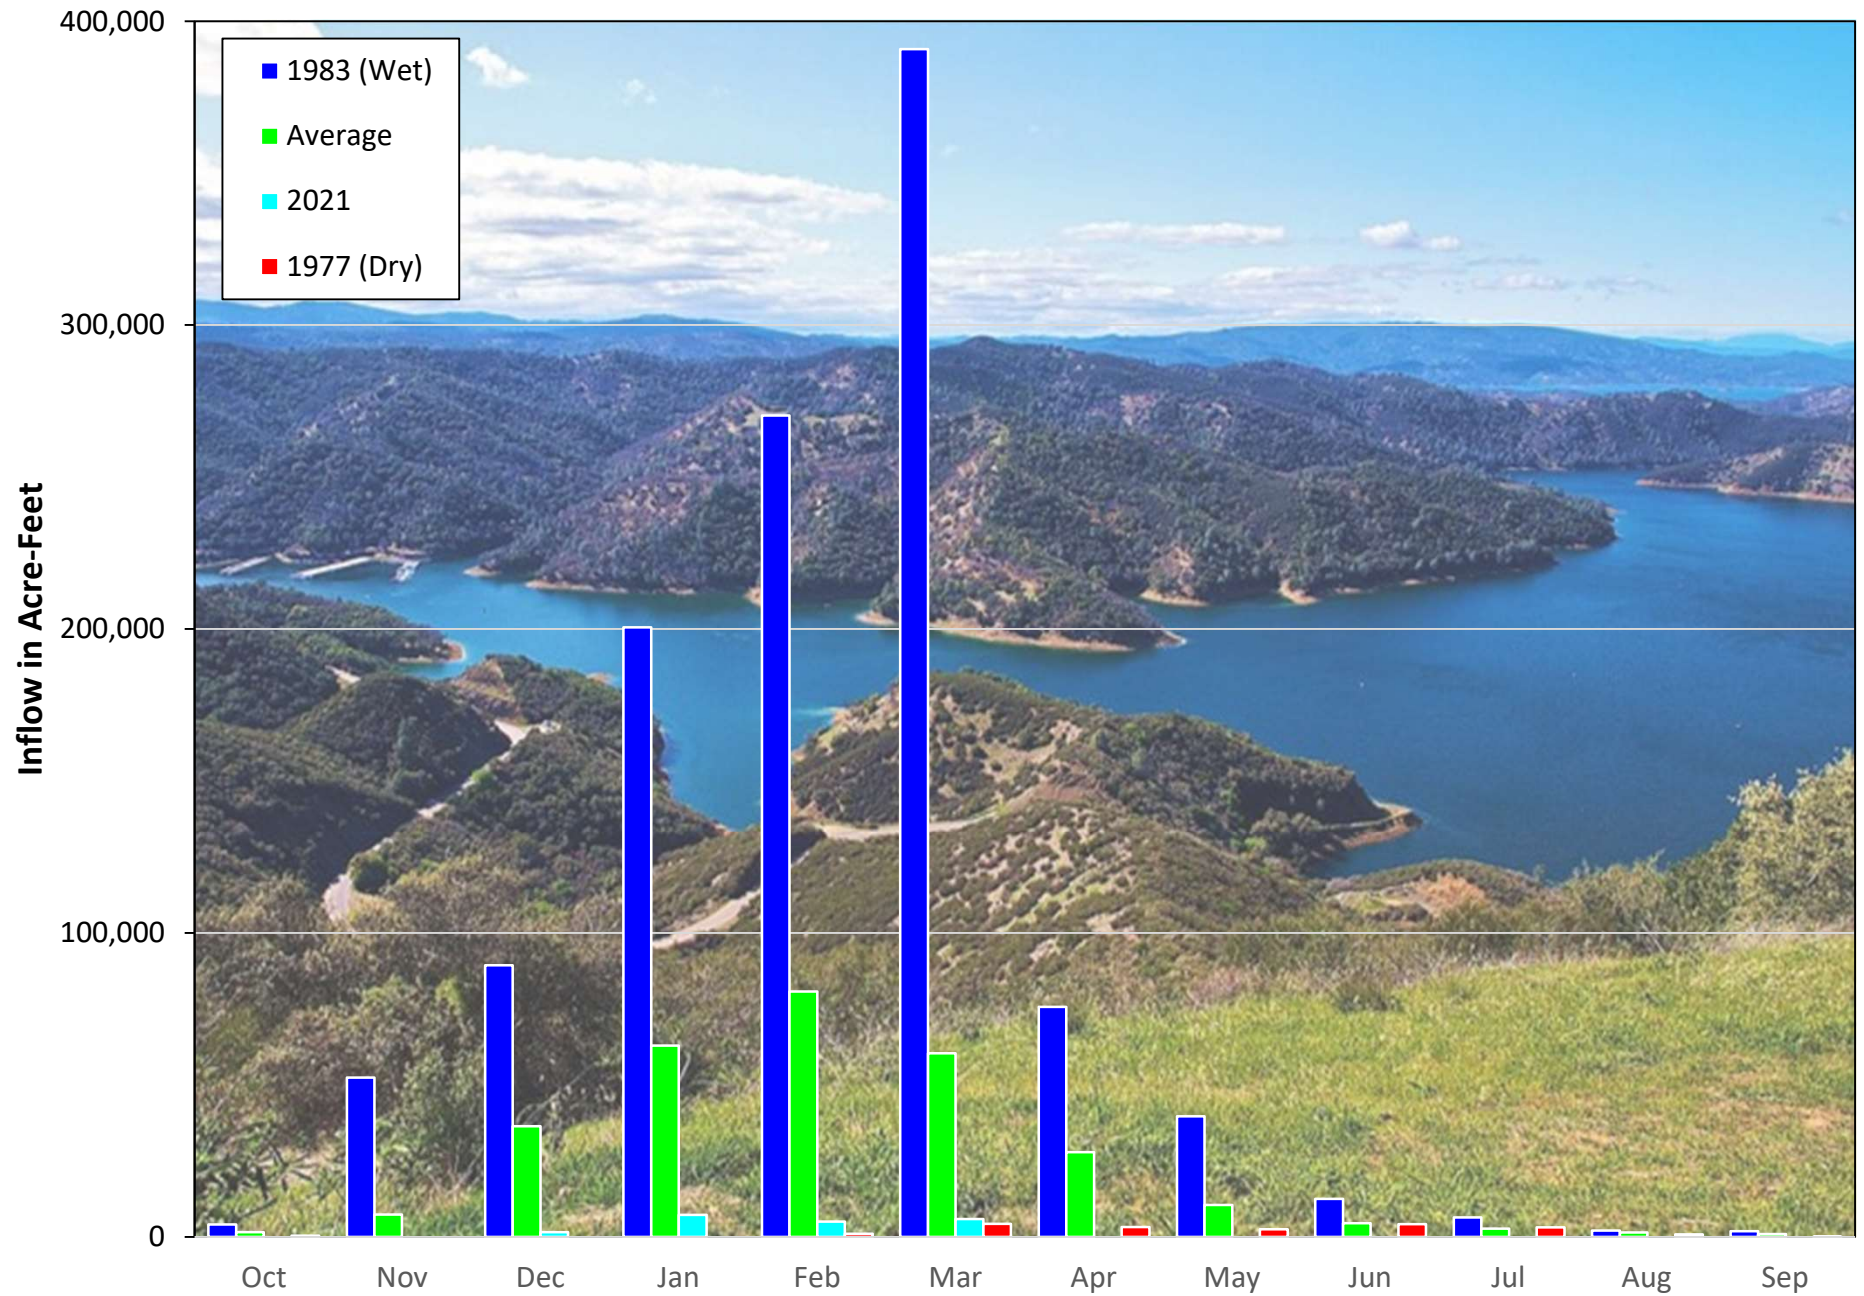 400,000
1983 (Wet)
Average
2021
1977 (Dry)
300,000
200,000
100,000
0
Inflow in Acre-Feet
Oct Nov Dec Jan Feb Mar Apr May Jun Jul Aug Sep